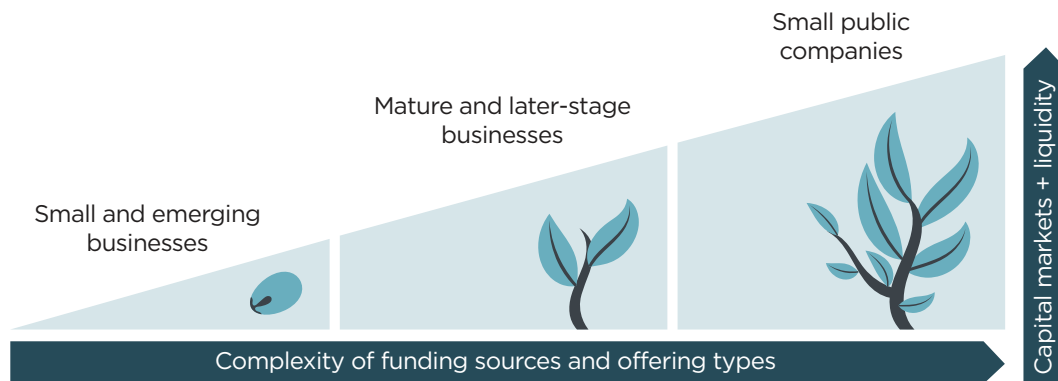 Small public
companies
Mature and later-stage
businesses
Small and emerging
businesses
Complexity of funding sources and offering types
Capital markets + liquidity